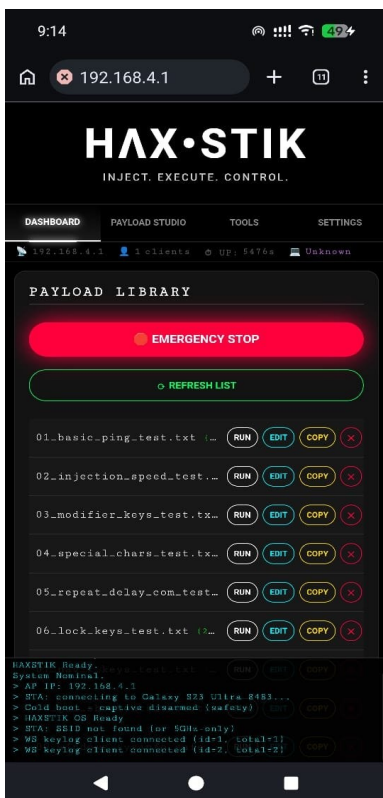 9:14
49
192.168.4.1
11
HΛX•STIK
INJECT. EXECUTE. CONTROL.
DASHBOARD PAYLOAD STUDIO TOOLS SETTINGS
192.168.4.1 1 clients UP: 5476s Unknown
PAYLOAD LIBRARY
EMERGENCY STOP
REFRESH LIST
01_basic_ping_test.txt (… RUN EDIT COPY ×
02_injection_speed_test.… RUN EDIT COPY ×
03_modifier_keys_test.tx… RUN EDIT COPY ×
04_special_chars_test.tx… RUN EDIT COPY ×
05_repeat_delay_com_test… RUN EDIT COPY ×
06_lock_keys_test.txt (2… RUN EDIT COPY ×
RUN EDIT COPY
HAXSTIK Ready.
System Nominal.
> AP IP: 192.168.4.1
> STA: connecting to Galaxy S23 Ultra 84B3...
> Cold boot - captive disarmed (safety)
> HAXSTIK OS Ready
> STA: SSID not found (or 5GHz-only)
> WS keylog client connected (id=1, total=1)
> WS keylog client connected (id=2, total=2)